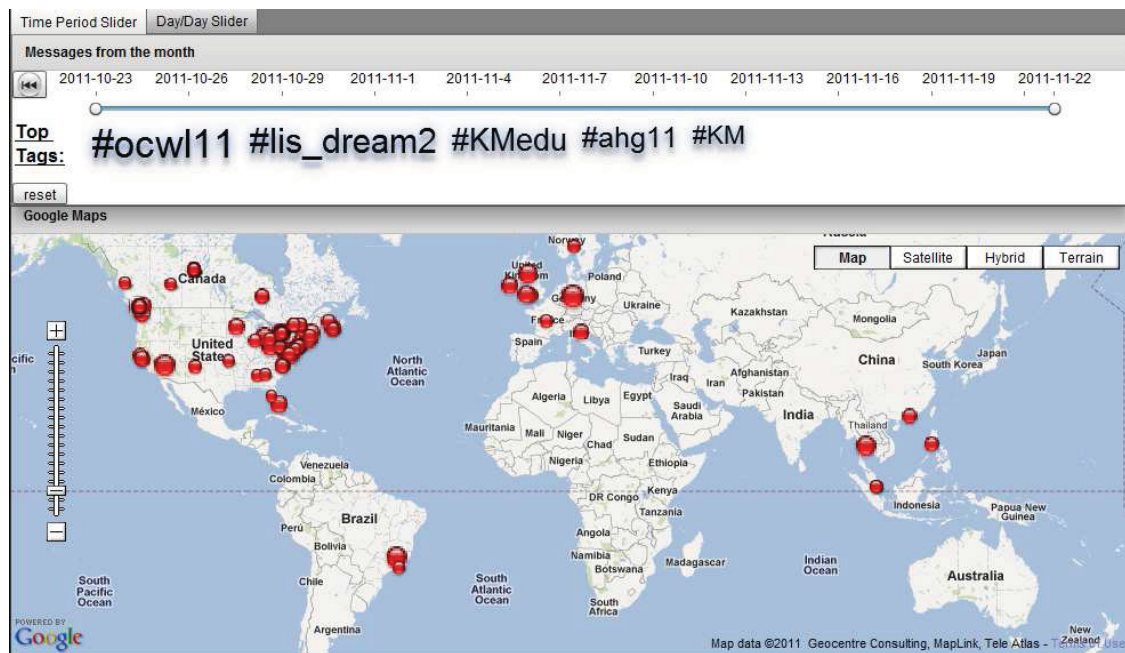 Time Period Slider Day/Day Slider
Messages from the month
2011-10-23 2011-10-26 2011-10-29 2011-11-1 2011-11-4 2011-11-7 2011-11-10 2011-11-13 2011-11-16 2011-11-19 2011-11-22
Top
Tags:
#ocwl11 #lis_dream2 #KMedu #ahg11 #KM
reset
Google Maps
Map Satellite Hybrid Terrain
Norway
Canada
United
Kingdom
Poland
Germany
Ukraine
Kazakhstan
Mongolia
France
Spain
United
States
North
Atlantic
Ocean
Turkey
China
Japan
South Korea
Iraq
Iran
Afghanistan
Pakistan
Algeria
Libya
Egypt
Saudi
Arabia
India
Thailand
México
Mauritania
Mali
Niger
Chad
Sudan
Nigeria
Ethiopia
Venezuela
Colombia
DR Congo
Kenya
Tanzania
Indonesia
Papua New
Guinea
Brazil
Perú
Bolivia
Angola
Namibia
Botswana
Madagascar
Indian
Ocean
Australia
South
Pacific
Ocean
Chile
South
Atlantic
Ocean
South
Africa
Argentina
New
Zealand
POWERED BY
Google
Map data ©2011 Geocentre Consulting, MapLink, Tele Atlas - Terms of Use